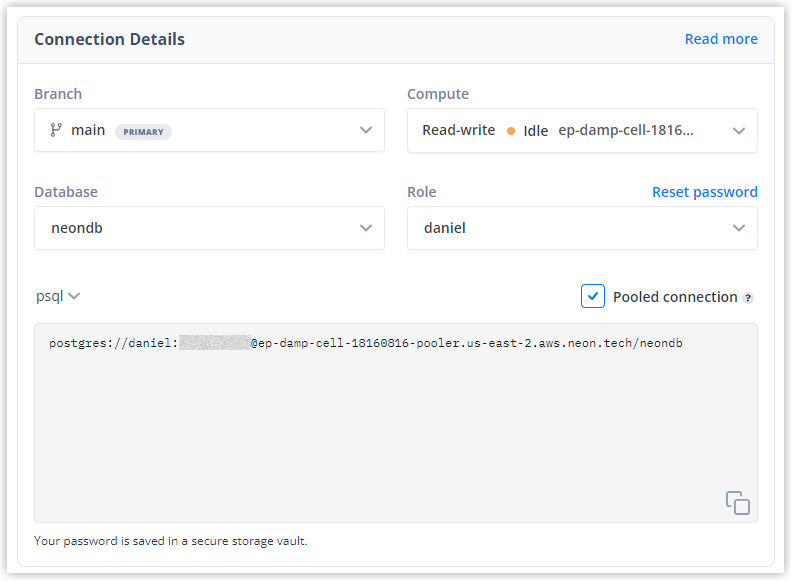 Connection Details
Read more
Branch
Compute
main PRIMARY
Read-write Idle ep-damp-cell-1816...
Database
Role
Reset password
neondb
daniel
psql
Pooled connection ?
postgres://daniel: @ep-damp-cell-18160816-pooler.us-east-2.aws.neon.tech/neondb
Your password is saved in a secure storage vault.